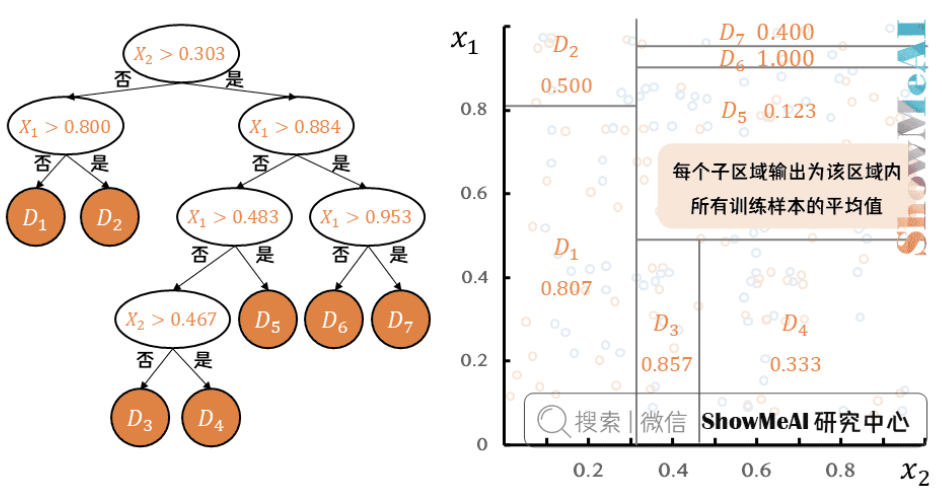 X₂ > 0.303
否 是
X₁ > 0.800
X₁ > 0.884
否 是
否 是
D₁
D₂
X₁ > 0.483
X₁ > 0.953
否 是
否 是
X₂ > 0.467
D₅
D₆
D₇
否 是
D₃
D₄
x₁
D₇ 0.400
D₆ 1.000
D₂
0.500
D₅ 0.123
0.8
每个子区域输出为该区域内
所有训练样本的平均值
0.6
D₁
0.807
0.4
D₃
0.857
D₄
0.333
0.2
搜索 | 微信 ShowMeAI 研究中心
0
0.2 0.4 0.6 0.8 x₂
ShowMeAI